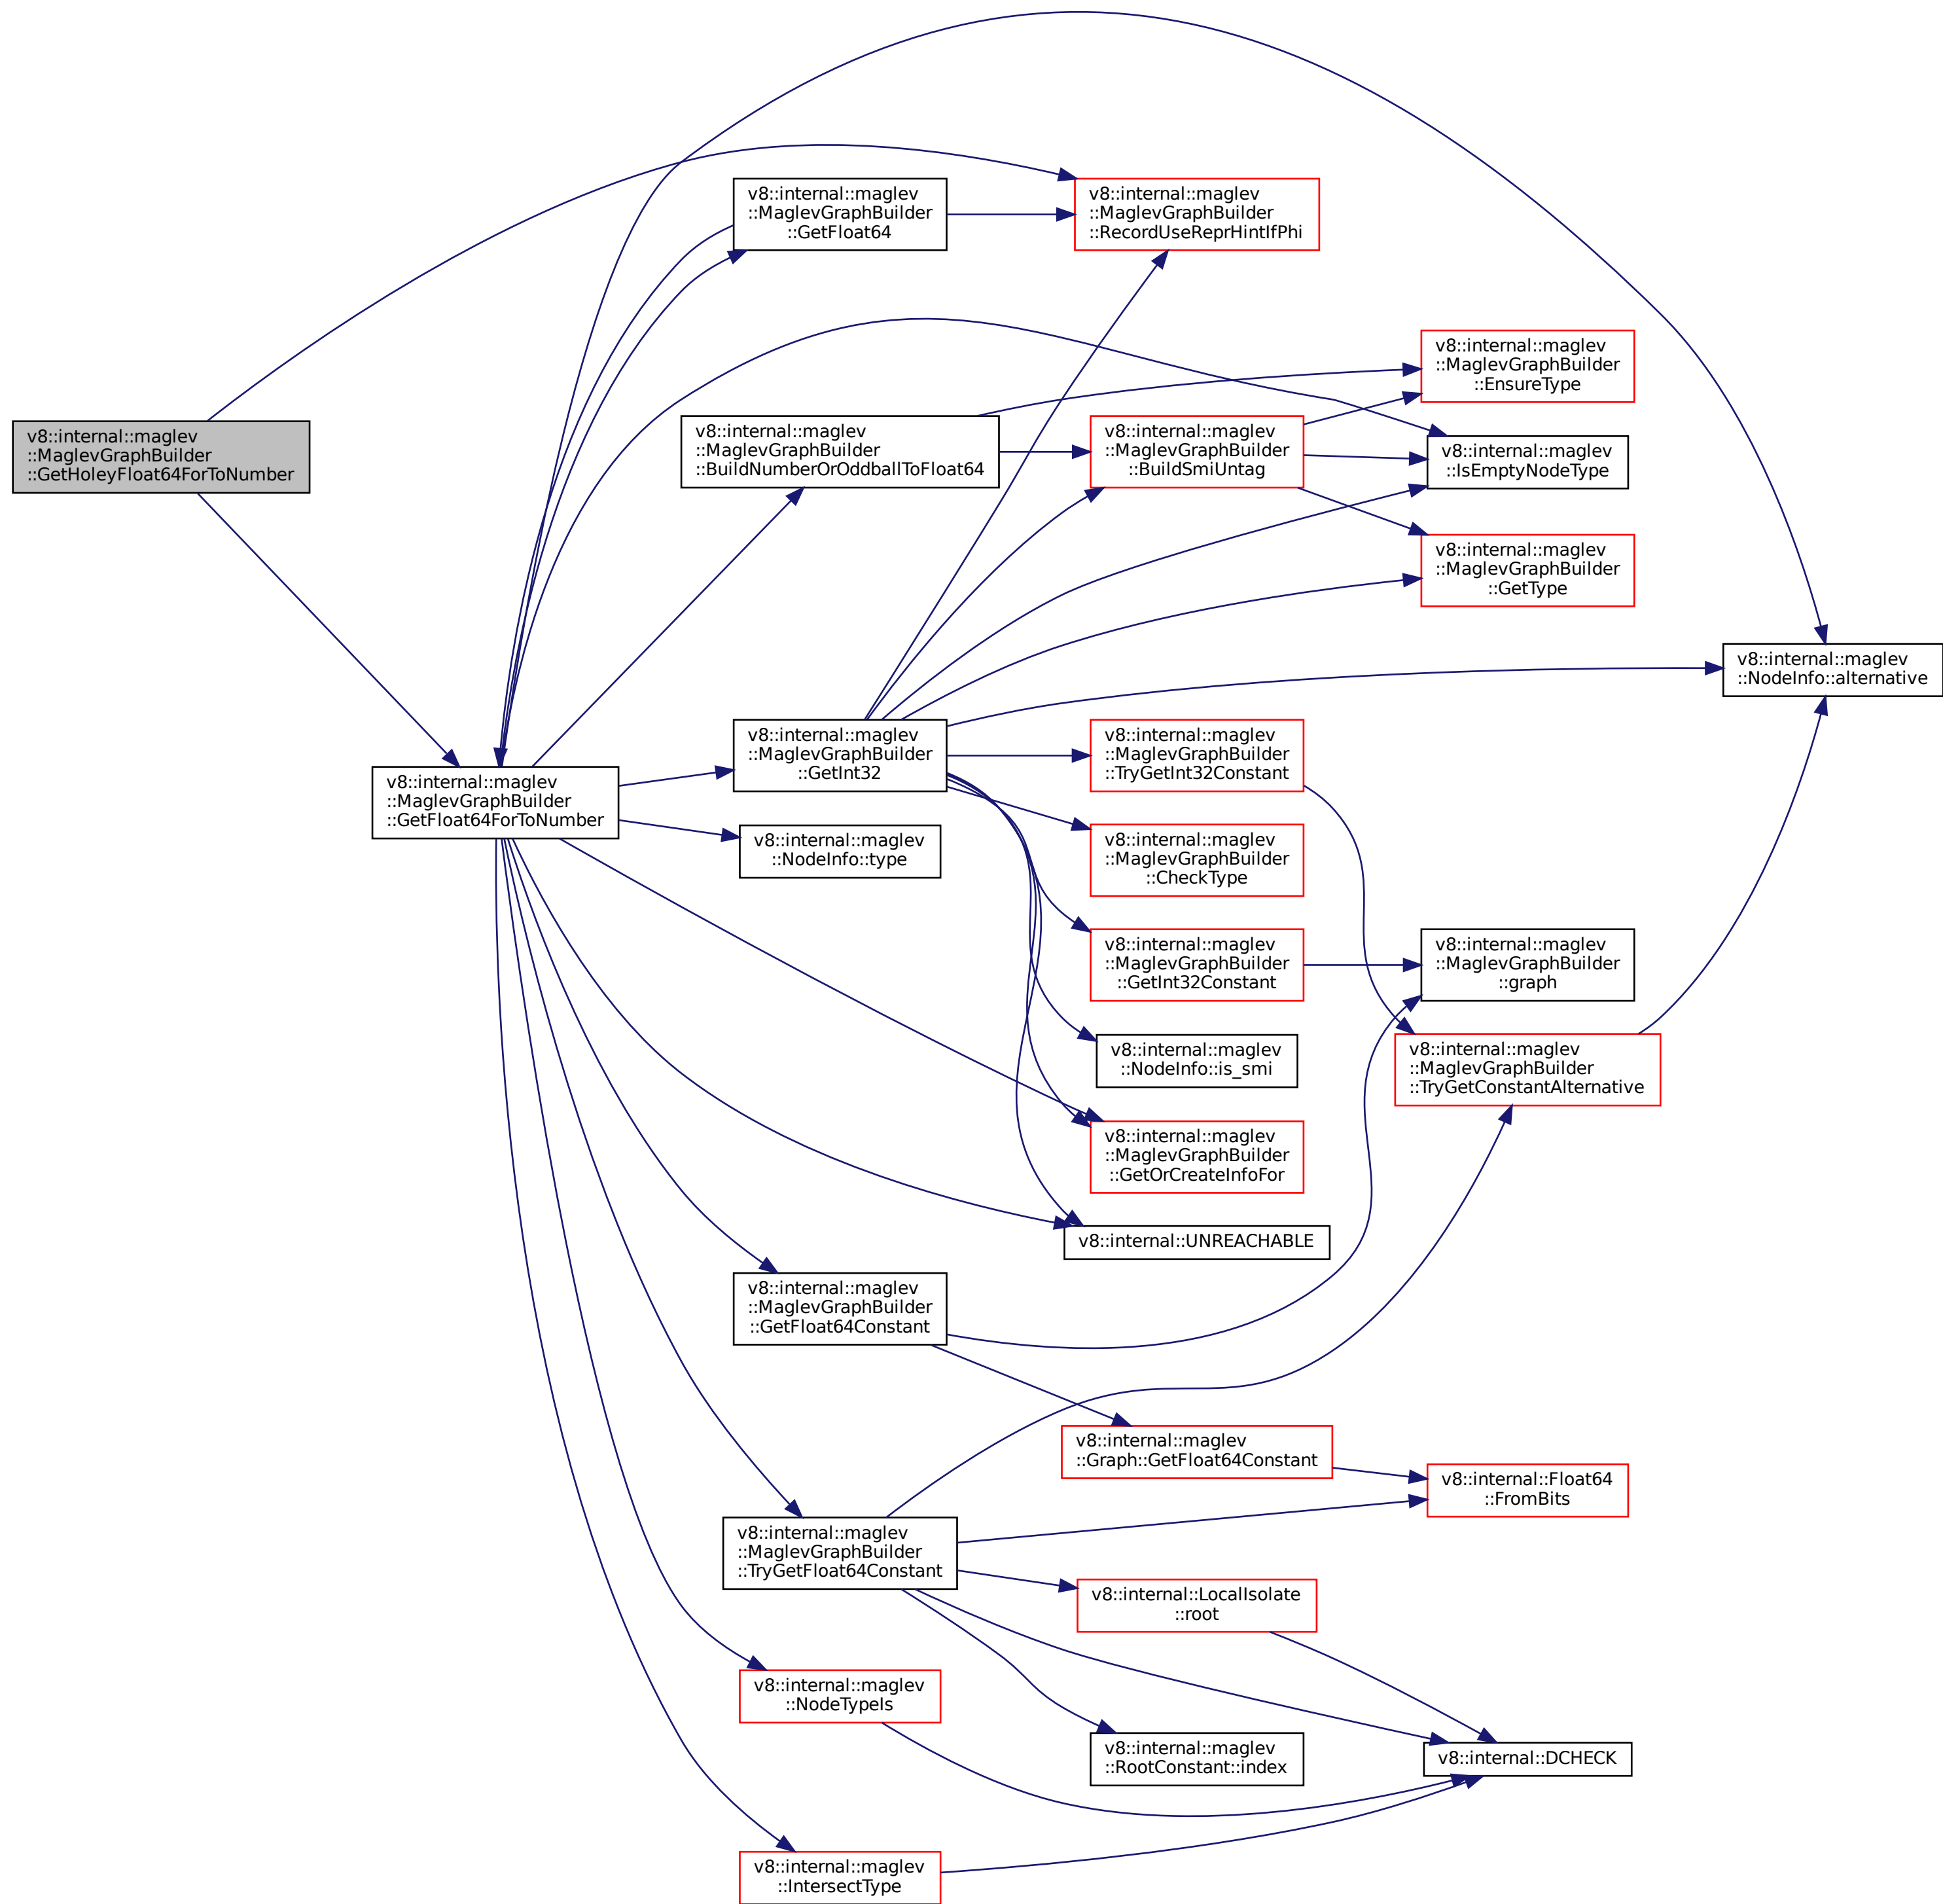 v8::internal::maglev
::MaglevGraphBuilder
::GetHoleyFloat64ForToNumber
v8::internal::maglev
::MaglevGraphBuilder
::GetFloat64ForToNumber
v8::internal::maglev
::MaglevGraphBuilder
::GetFloat64
v8::internal::maglev
::MaglevGraphBuilder
::RecordUseReprHintIfPhi
v8::internal::maglev
::MaglevGraphBuilder
::BuildNumberOrOddballToFloat64
v8::internal::maglev
::MaglevGraphBuilder
::BuildSmiUntag
v8::internal::maglev
::MaglevGraphBuilder
::EnsureType
v8::internal::maglev
::IsEmptyNodeType
v8::internal::maglev
::MaglevGraphBuilder
::GetType
v8::internal::maglev
::NodeInfo::alternative
v8::internal::maglev
::MaglevGraphBuilder
::GetInt32
v8::internal::maglev
::NodeInfo::type
v8::internal::maglev
::MaglevGraphBuilder
::TryGetInt32Constant
v8::internal::maglev
::MaglevGraphBuilder
::CheckType
v8::internal::maglev
::MaglevGraphBuilder
::GetInt32Constant
v8::internal::maglev
::MaglevGraphBuilder
::graph
v8::internal::maglev
::NodeInfo::is_smi
v8::internal::maglev
::MaglevGraphBuilder
::TryGetConstantAlternative
v8::internal::maglev
::MaglevGraphBuilder
::GetOrCreateInfoFor
v8::internal::UNREACHABLE
v8::internal::maglev
::MaglevGraphBuilder
::GetFloat64Constant
v8::internal::maglev
::Graph::GetFloat64Constant
v8::internal::Float64
::FromBits
v8::internal::maglev
::MaglevGraphBuilder
::TryGetFloat64Constant
v8::internal::LocalIsolate
::root
v8::internal::maglev
::NodeTypeIs
v8::internal::maglev
::RootConstant::index
v8::internal::DCHECK
v8::internal::maglev
::IntersectType